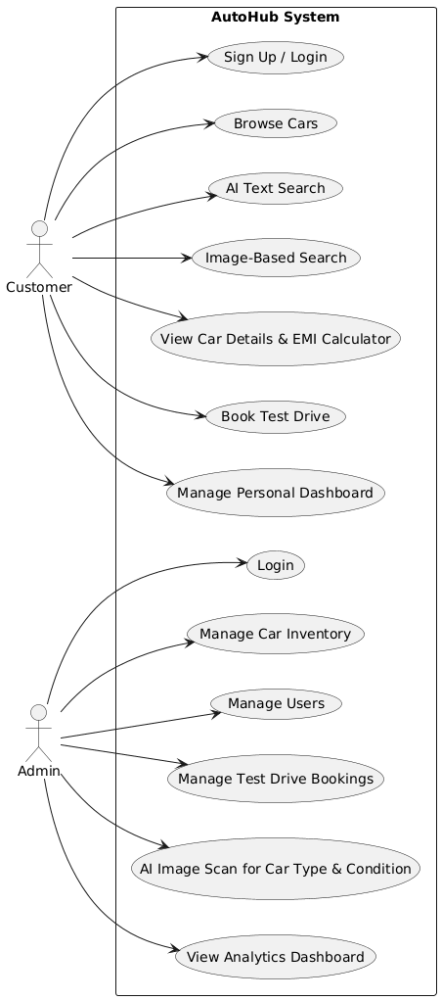 AutoHub System
Sign Up / Login
Browse Cars
AI Text Search
Image-Based Search
Customer
View Car Details & EMI Calculator
Book Test Drive
Manage Personal Dashboard
Login
Manage Car Inventory
Manage Users
Admin
Manage Test Drive Bookings
AI Image Scan for Car Type & Condition
View Analytics Dashboard